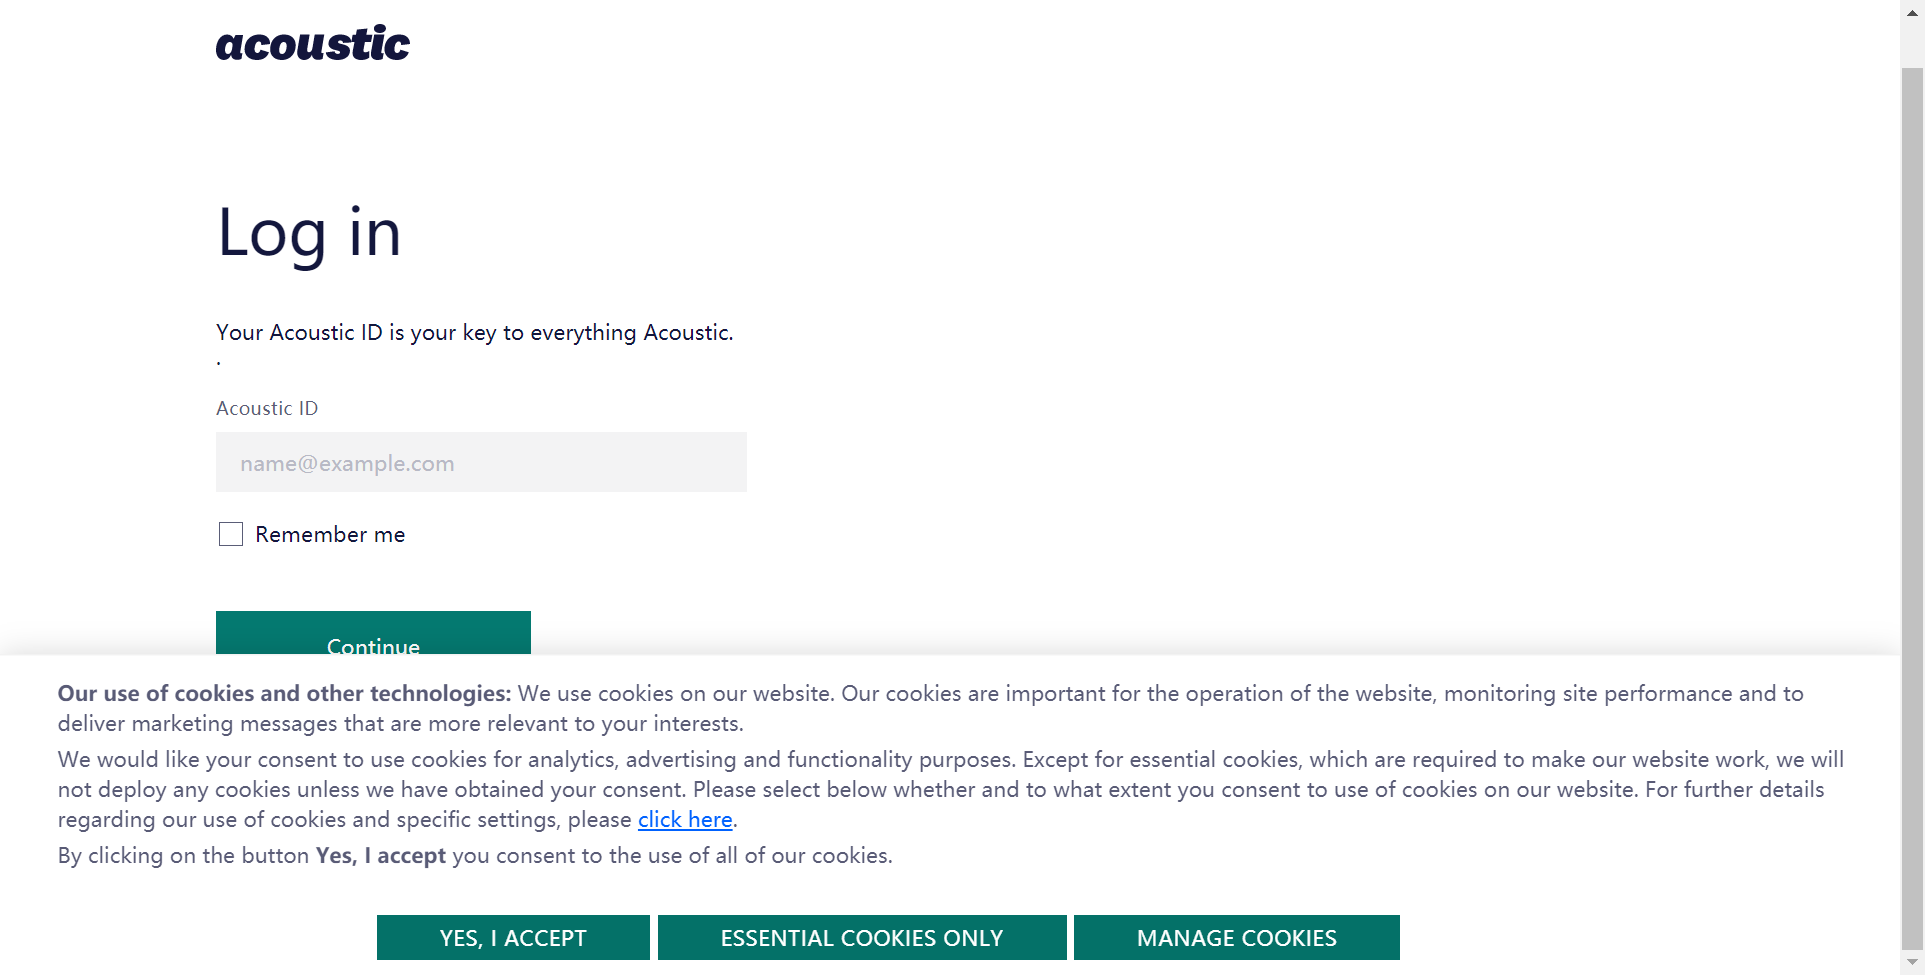 acoustic
Log in
Your Acoustic ID is your key to everything Acoustic.
.
Acoustic ID
name@example.com
Remember me
Continue
Our use of cookies and other technologies: We use cookies on our website. Our cookies are important for the operation of the website, monitoring site performance and to
deliver marketing messages that are more relevant to your interests.
We would like your consent to use cookies for analytics, advertising and functionality purposes. Except for essential cookies, which are required to make our website work, we will
not deploy any cookies unless we have obtained your consent. Please select below whether and to what extent you consent to use of cookies on our website. For further details
regarding our use of cookies and specific settings, please click here.
By clicking on the button Yes, I accept you consent to the use of all of our cookies.
YES, I ACCEPT
ESSENTIAL COOKIES ONLY
MANAGE COOKIES